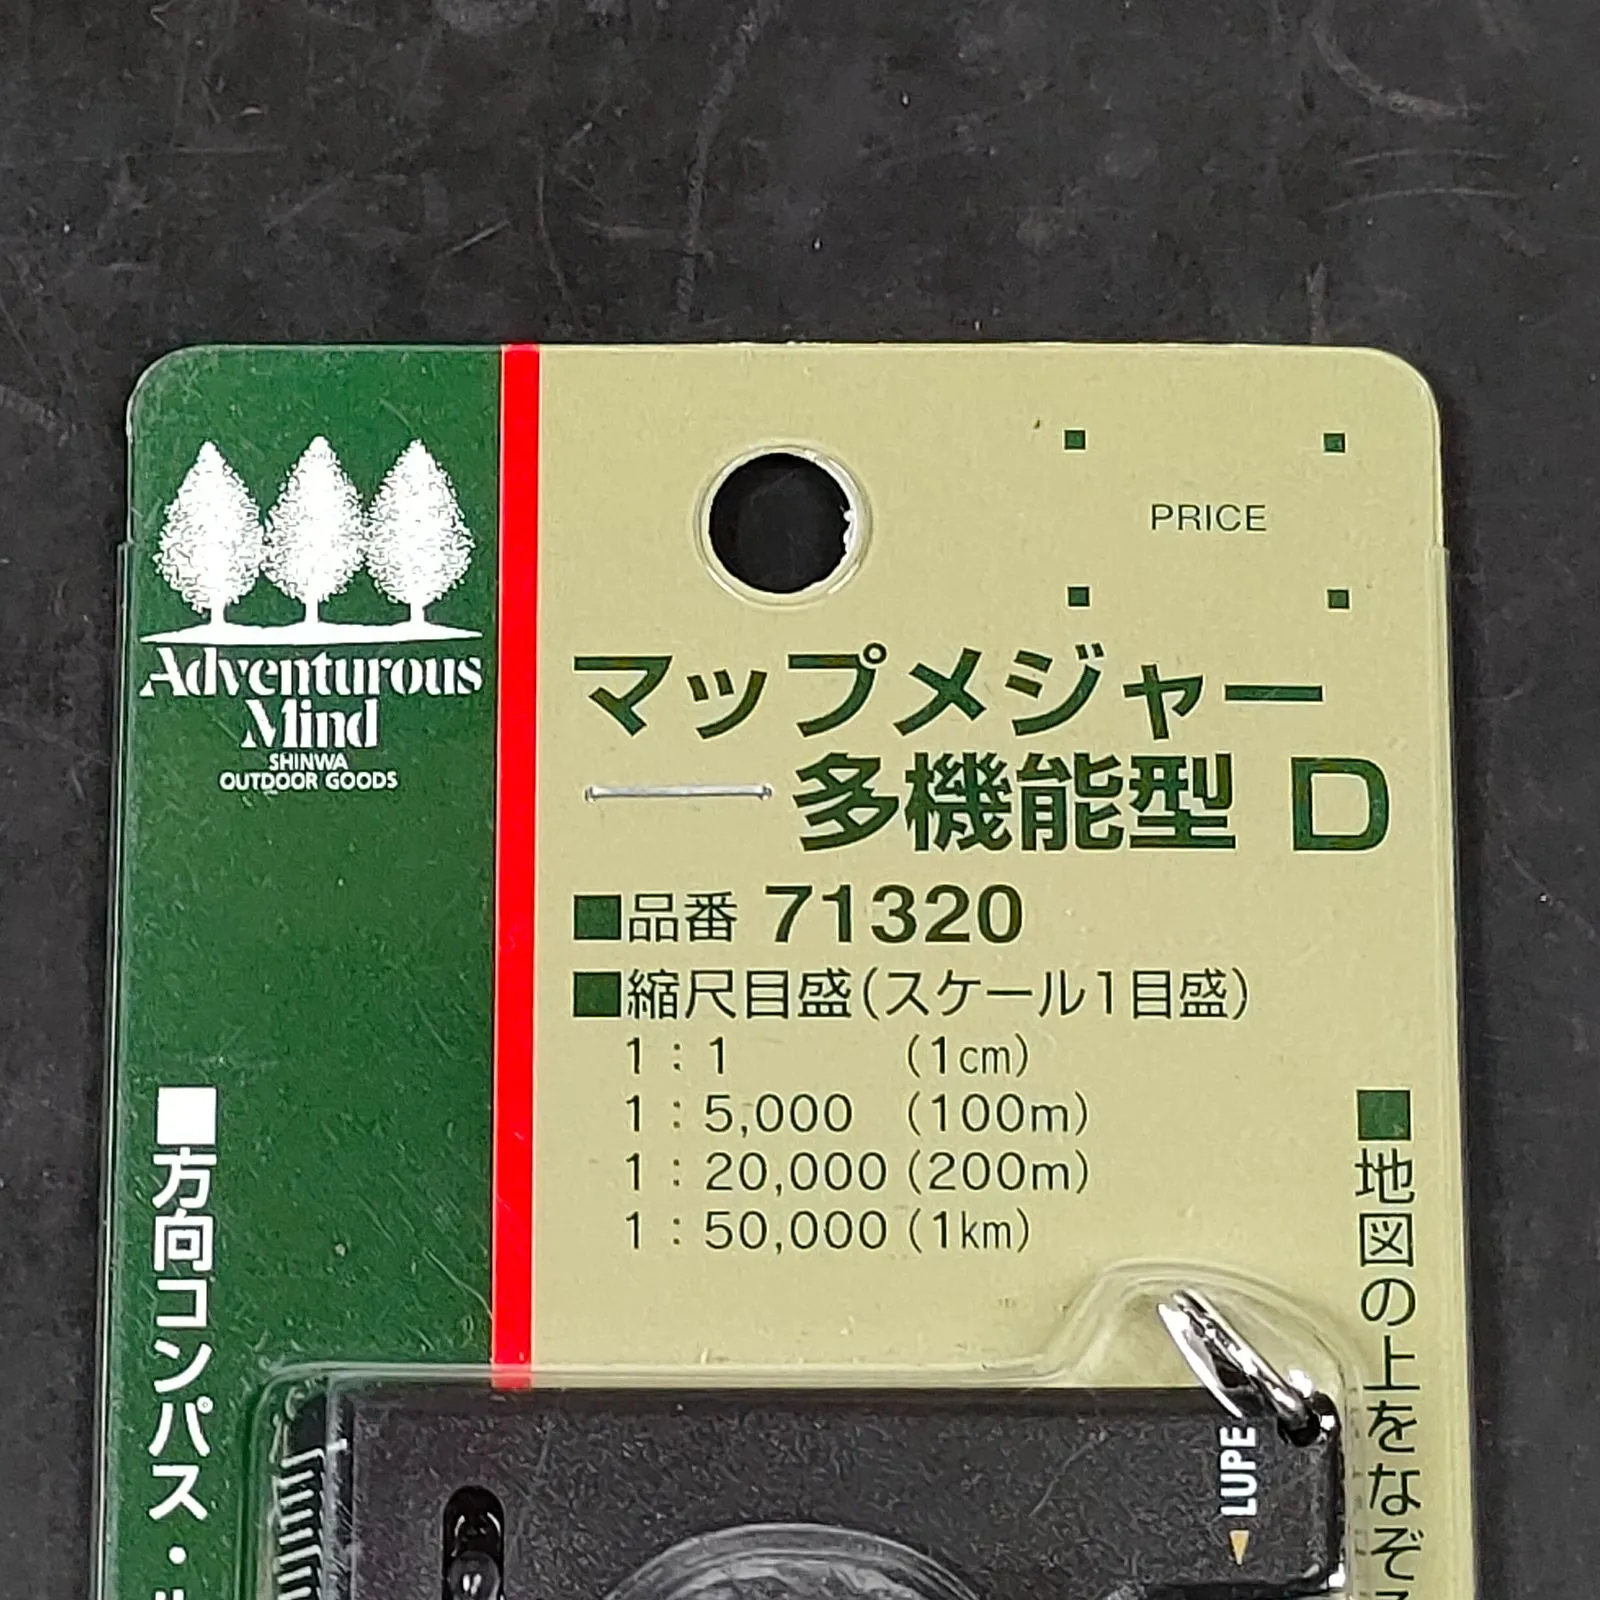 Adventurous
Mind
SHINWA
OUTDOOR GOODS
PRICE
マップメジャー
多機能型 D
■品番 71320
■縮尺目盛(スケール1目盛)
1:1 (1cm)
1:5,000 (100m)
1:20,000 (200m)
1:50,000 (1km)
■方向コンパス・
■地図の上をなぞ
LUPE